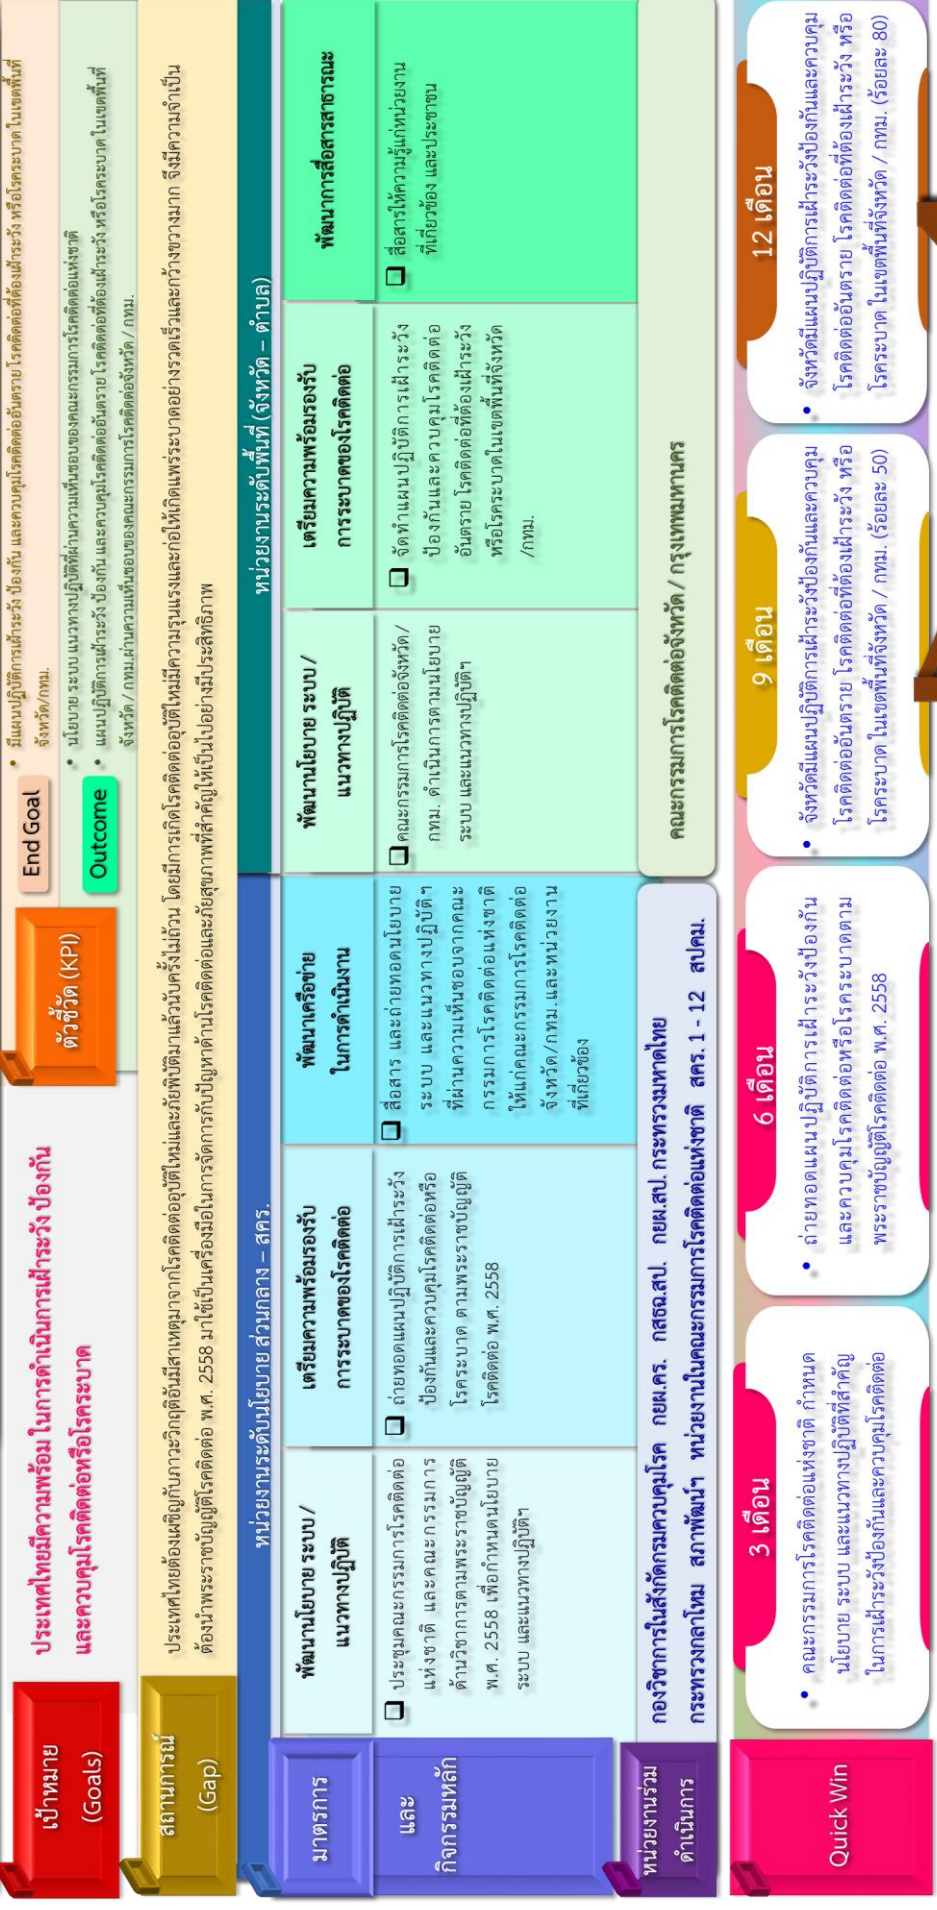 เป้าหมาย
(Goals)
ประเทศไทยมีความพร้อม ในการดำเนินการเฝ้าระวัง ป้องกัน
และควบคุมโรคติดต่อหรือโรคระบาด
ตัวชี้วัด (KPI)
End Goal
• มีแผนปฏิบัติการเฝ้าระวัง ป้องกัน และควบคุมโรคติดต่ออันตราย โรคติดต่อที่ต้องเฝ้าระวัง หรือโรคระบาด ในเขตพื้นที่
จังหวัด/กทม.
Outcome
• นโยบาย ระบบ แนวทางปฏิบัติที่ผ่านความเห็นชอบของคณะกรรมการโรคติดต่อแห่งชาติ
• แผนปฏิบัติการเฝ้าระวัง ป้องกัน และควบคุมโรคติดต่ออันตราย โรคติดต่อที่ต้องเฝ้าระวัง หรือโรคระบาด ในเขตพื้นที่
จังหวัด / กทม.ผ่านความเห็นชอบของคณะกรรมการโรคติดต่อจังหวัด / กทม.
สถานการณ์
(Gap)
ประเทศไทยต้องเผชิญกับภาวะวิกฤติอันมีสาเหตุมาจากโรคติดต่ออุบัติใหม่และภัยพิบัติมาแล้วนับครั้งไม่ถ้วน โดยมีการเกิดโรคติดต่ออุบัติใหม่มีความรุนแรงและก่อให้เกิดแพร่ระบาดอย่างรวดเร็วและกว้างขวางมาก จึงมีความจำเป็น
ต้องนำพระราชบัญญัติโรคติดต่อ พ.ศ. 2558 มาใช้เป็นเครื่องมือในการจัดการกับปัญหาด้านโรคติดต่อและภัยสุขภาพที่สำคัญให้เป็นไปอย่างมีประสิทธิภาพ
หน่วยงานระดับนโยบาย ส่วนกลาง – สคร.
หน่วยงานระดับพื้นที่ (จังหวัด – ตำบล)
มาตรการ
และ
กิจกรรมหลัก
พัฒนานโยบาย ระบบ/
แนวทางปฏิบัติ
❑ ประชุมคณะกรรมการโรคติดต่อ
แห่งชาติ และคณะกรรมการ
ด้านวิชาการตามพระราชบัญญัติ
พ.ศ. 2558 เพื่อกำหนดนโยบาย
ระบบ และแนวทางปฏิบัติฯ
เตรียมความพร้อมรองรับ
การระบาดของโรคติดต่อ
❑ ถ่ายทอดแผนปฏิบัติการเฝ้าระวัง
ป้องกันและควบคุมโรคติดต่อหรือ
โรคระบาด ตามพระราชบัญญัติ
โรคติดต่อ พ.ศ. 2558
พัฒนาเครือข่าย
ในการดำเนินงาน
❑ สื่อสาร และถ่ายทอดนโยบาย
ระบบ และแนวทางปฏิบัติฯ
ที่ผ่านความเห็นชอบจากคณะ
กรรมการโรคติดต่อแห่งชาติ
ให้แก่คณะกรรมการโรคติดต่อ
จังหวัด/กทม.และหน่วยงาน
ที่เกี่ยวข้อง
พัฒนานโยบาย ระบบ/
แนวทางปฏิบัติ
❑ คณะกรรมการโรคติดต่อจังหวัด/
กทม. ดำเนินการตามนโยบาย
ระบบ และแนวทางปฏิบัติฯ
เตรียมความพร้อมรองรับ
การระบาดของโรคติดต่อ
❑ จัดทำแผนปฏิบัติการเฝ้าระวัง
ป้องกันและควบคุมโรคติดต่อ
อันตราย โรคติดต่อที่ต้องเฝ้าระวัง
หรือโรคระบาดในเขตพื้นที่จังหวัด
/กทม.
พัฒนาการสื่อสารสาธารณะ
❑ สื่อสารให้ความรู้แก่หน่วยงาน
ที่เกี่ยวข้อง และประชาชน
หน่วยงานร่วม
ดำเนินการ
กองวิชาการในสังกัดกรมควบคุมโรค กยผ.คร. กสธฉ.สป. กยผ.สป. กระทรวงมหาดไทย
กระทรวงกลาโหม สภาพัฒน์ฯ หน่วยงานในคณะกรรมการโรคติดต่อแห่งชาติ สคร. 1 - 12 สปคม.
คณะกรรมการโรคติดต่อจังหวัด / กรุงเทพมหานคร
Quick Win
3 เดือน
• คณะกรรมการโรคติดต่อแห่งชาติ กำหนด
นโยบาย ระบบ และแนวทางปฏิบัติที่สำคัญ
ในการเฝ้าระวังป้องกันและควบคุมโรคติดต่อ
6 เดือน
• ถ่ายทอดแผนปฏิบัติการเฝ้าระวังป้องกัน
และควบคุมโรคติดต่อหรือโรคระบาดตาม
พระราชบัญญัติโรคติดต่อ พ.ศ. 2558
9 เดือน
• จังหวัดมีแผนปฏิบัติการเฝ้าระวังป้องกันและควบคุม
โรคติดต่ออันตราย โรคติดต่อที่ต้องเฝ้าระวัง หรือ
โรคระบาด ในเขตพื้นที่จังหวัด / กทม. (ร้อยละ 50)
12 เดือน
• จังหวัดมีแผนปฏิบัติการเฝ้าระวังป้องกันและควบคุม
โรคติดต่ออันตราย โรคติดต่อที่ต้องเฝ้าระวัง หรือ
โรคระบาด ในเขตพื้นที่จังหวัด / กทม. (ร้อยละ 80)